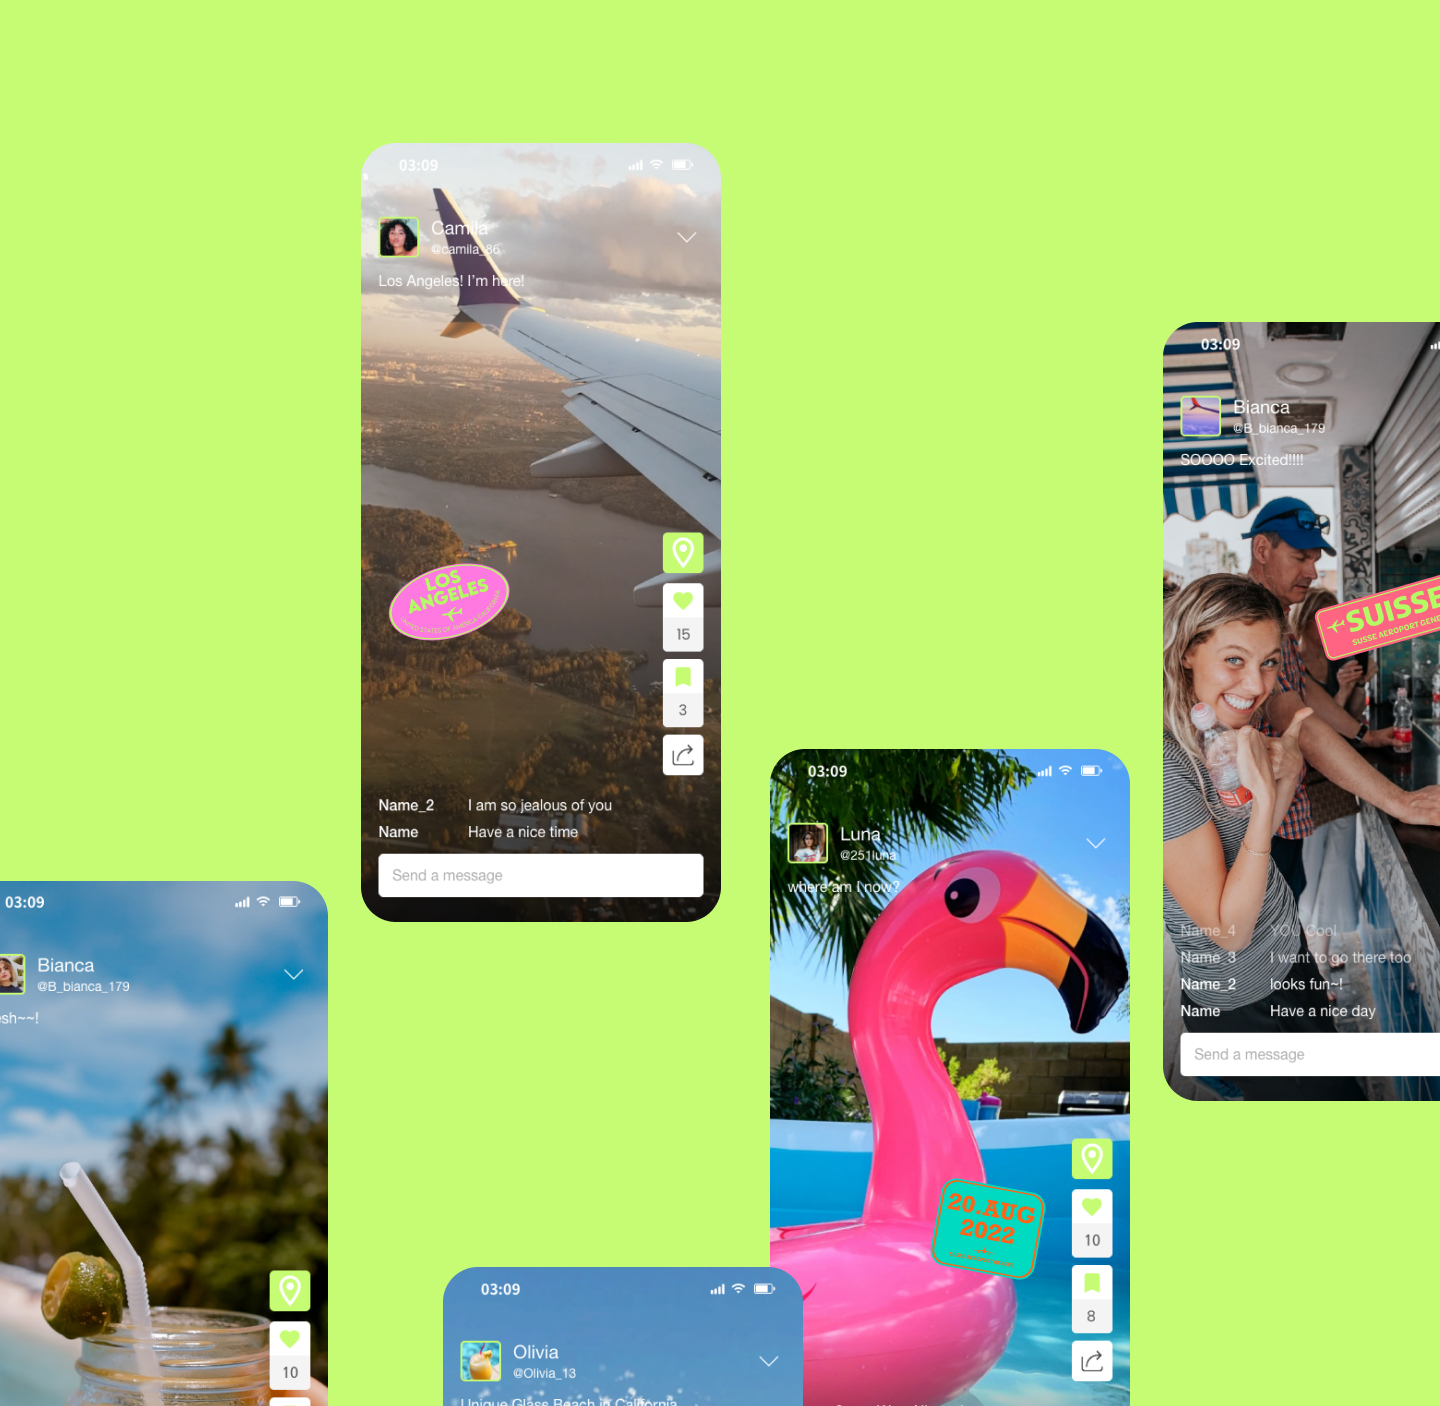 03:09
Camila
@camila_86
Los Angeles! I'm here!
LOS
ANGELES
UNITED STATES OF AMERICA CALIFORNIA
15
3
Name_2 I am so jealous of you
Name Have a nice time
Send a message
03:09
Bianca
@B_bianca_179
SOOOO Excited!!!!
SUISSE
SUSSE AEROPORT GENE
Name_4 YOU Cool
Name_3 I want to go there too
Name_2 looks fun~!
Name Have a nice day
Send a message
03:09
Luna
@251luna
where am I now?
20.AUG
2022
10
8
03:09
Bianca
@B_bianca_179
esh~~!
10
03:09
Olivia
@Olivia_13
Unique Glass Beach in California